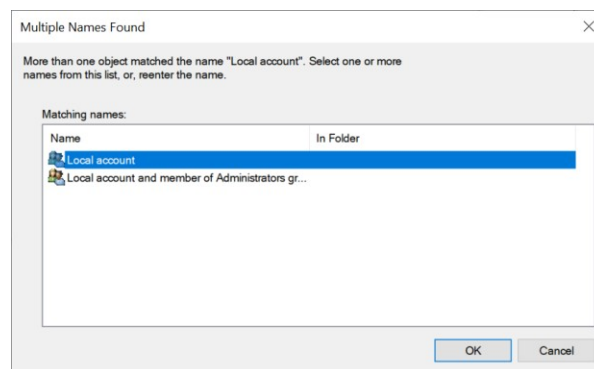 Multiple Names Found
More than one object matched the name "Local account". Select one or more
names from this list, or, reenter the name.
Matching names:
Name In Folder
Local account
Local account and member of Administrators gr...
OK Cancel